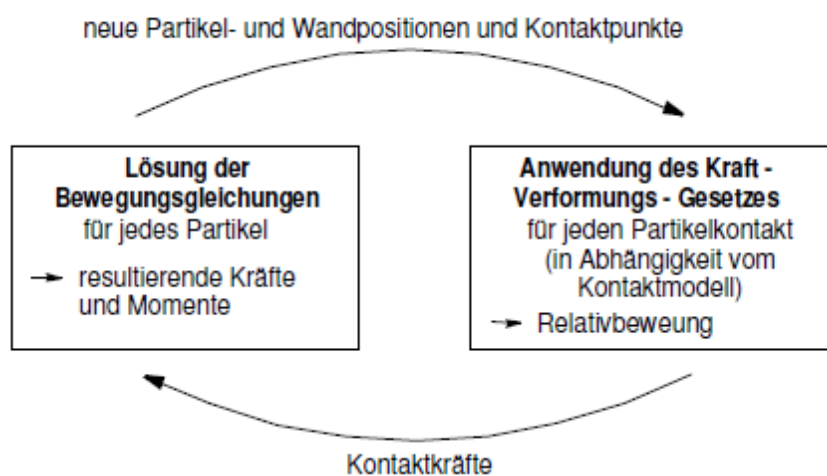 neue Partikel- und Wandpositionen und Kontaktpunkte
Lösung der
Bewegungsgleichungen
für jedes Partikel
→ resultierende Kräfte
und Momente
Anwendung des Kraft -
Verformungs - Gesetzes
für jeden Partikelkontakt
(in Abhängigkeit vom
Kontaktmodell)
→ Relativbeweung
Kontaktkräfte